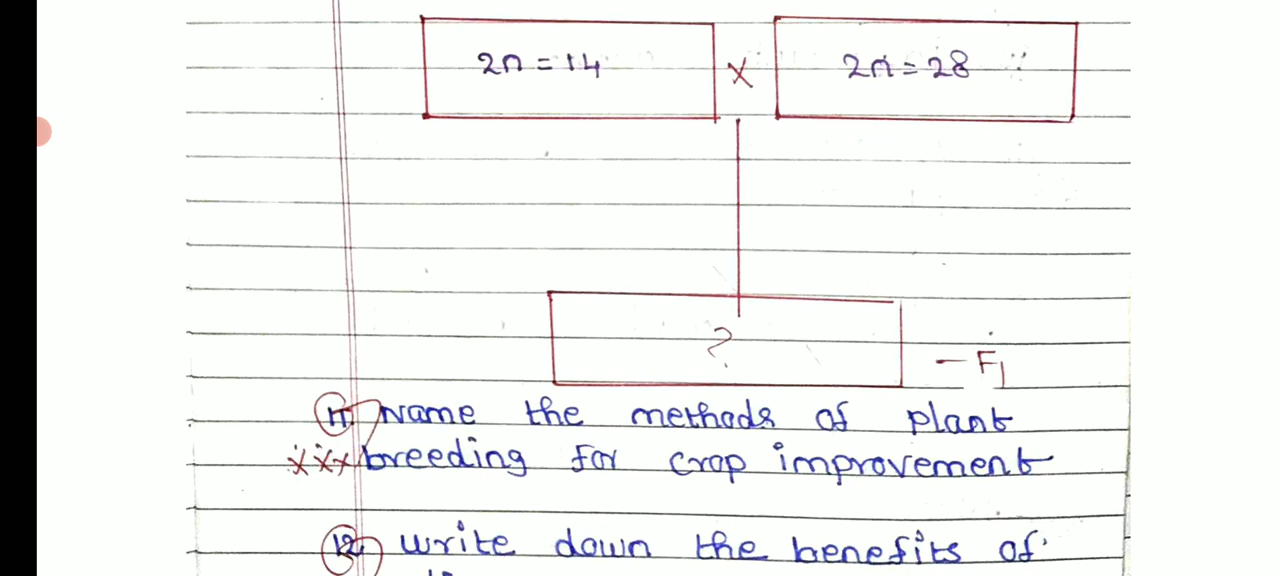 2n = 14 X 2n = 28
?
- F1
11. Name the methods of plant
xxx breeding for crop improvement
12. write down the benefits of